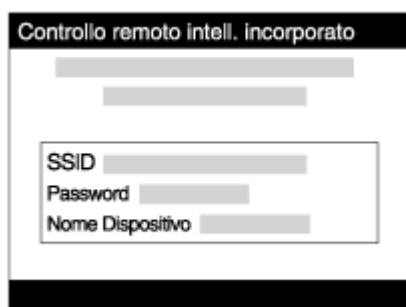 Controllo remoto intell. incorporato
SSID
Password
Nome Dispositivo